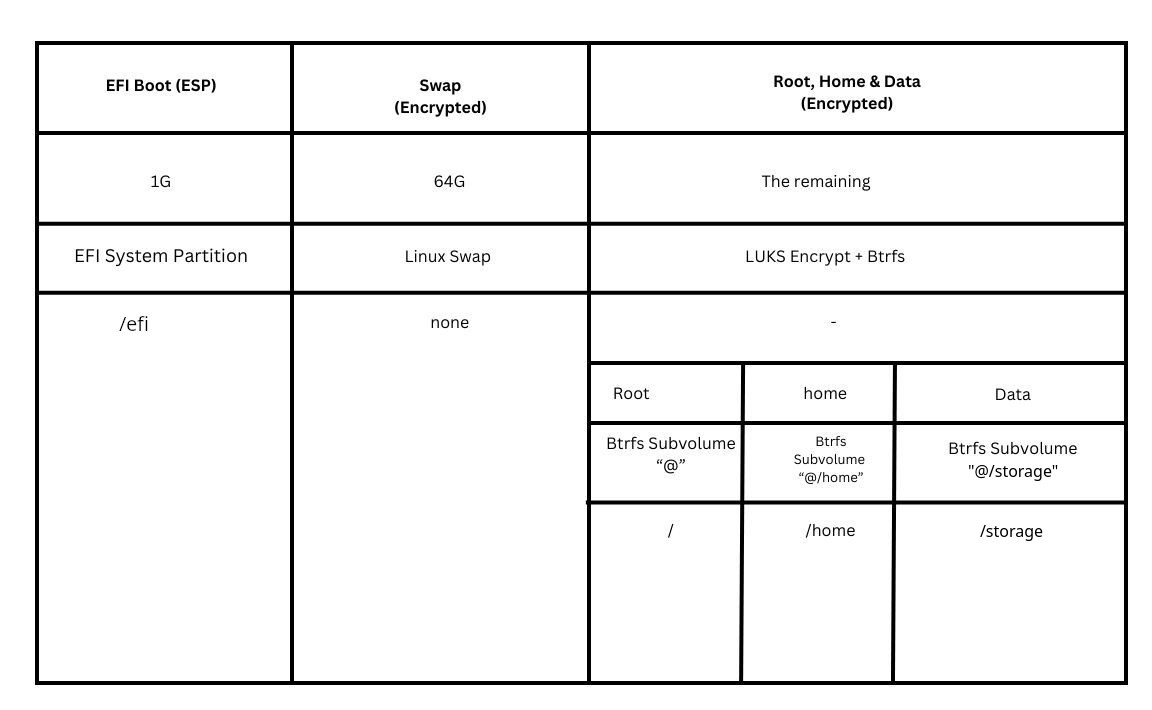 EFI Boot (ESP)
Swap
(Encrypted)
Root, Home & Data
(Encrypted)
1G
64G
The remaining
EFI System Partition
Linux Swap
LUKS Encrypt + Btrfs
/efi
none
-
Root
home
Data
Btrfs Subvolume
“@”
Btrfs
Subvolume
“@/home”
Btrfs Subvolume
"@/storage"
/
/home
/storage